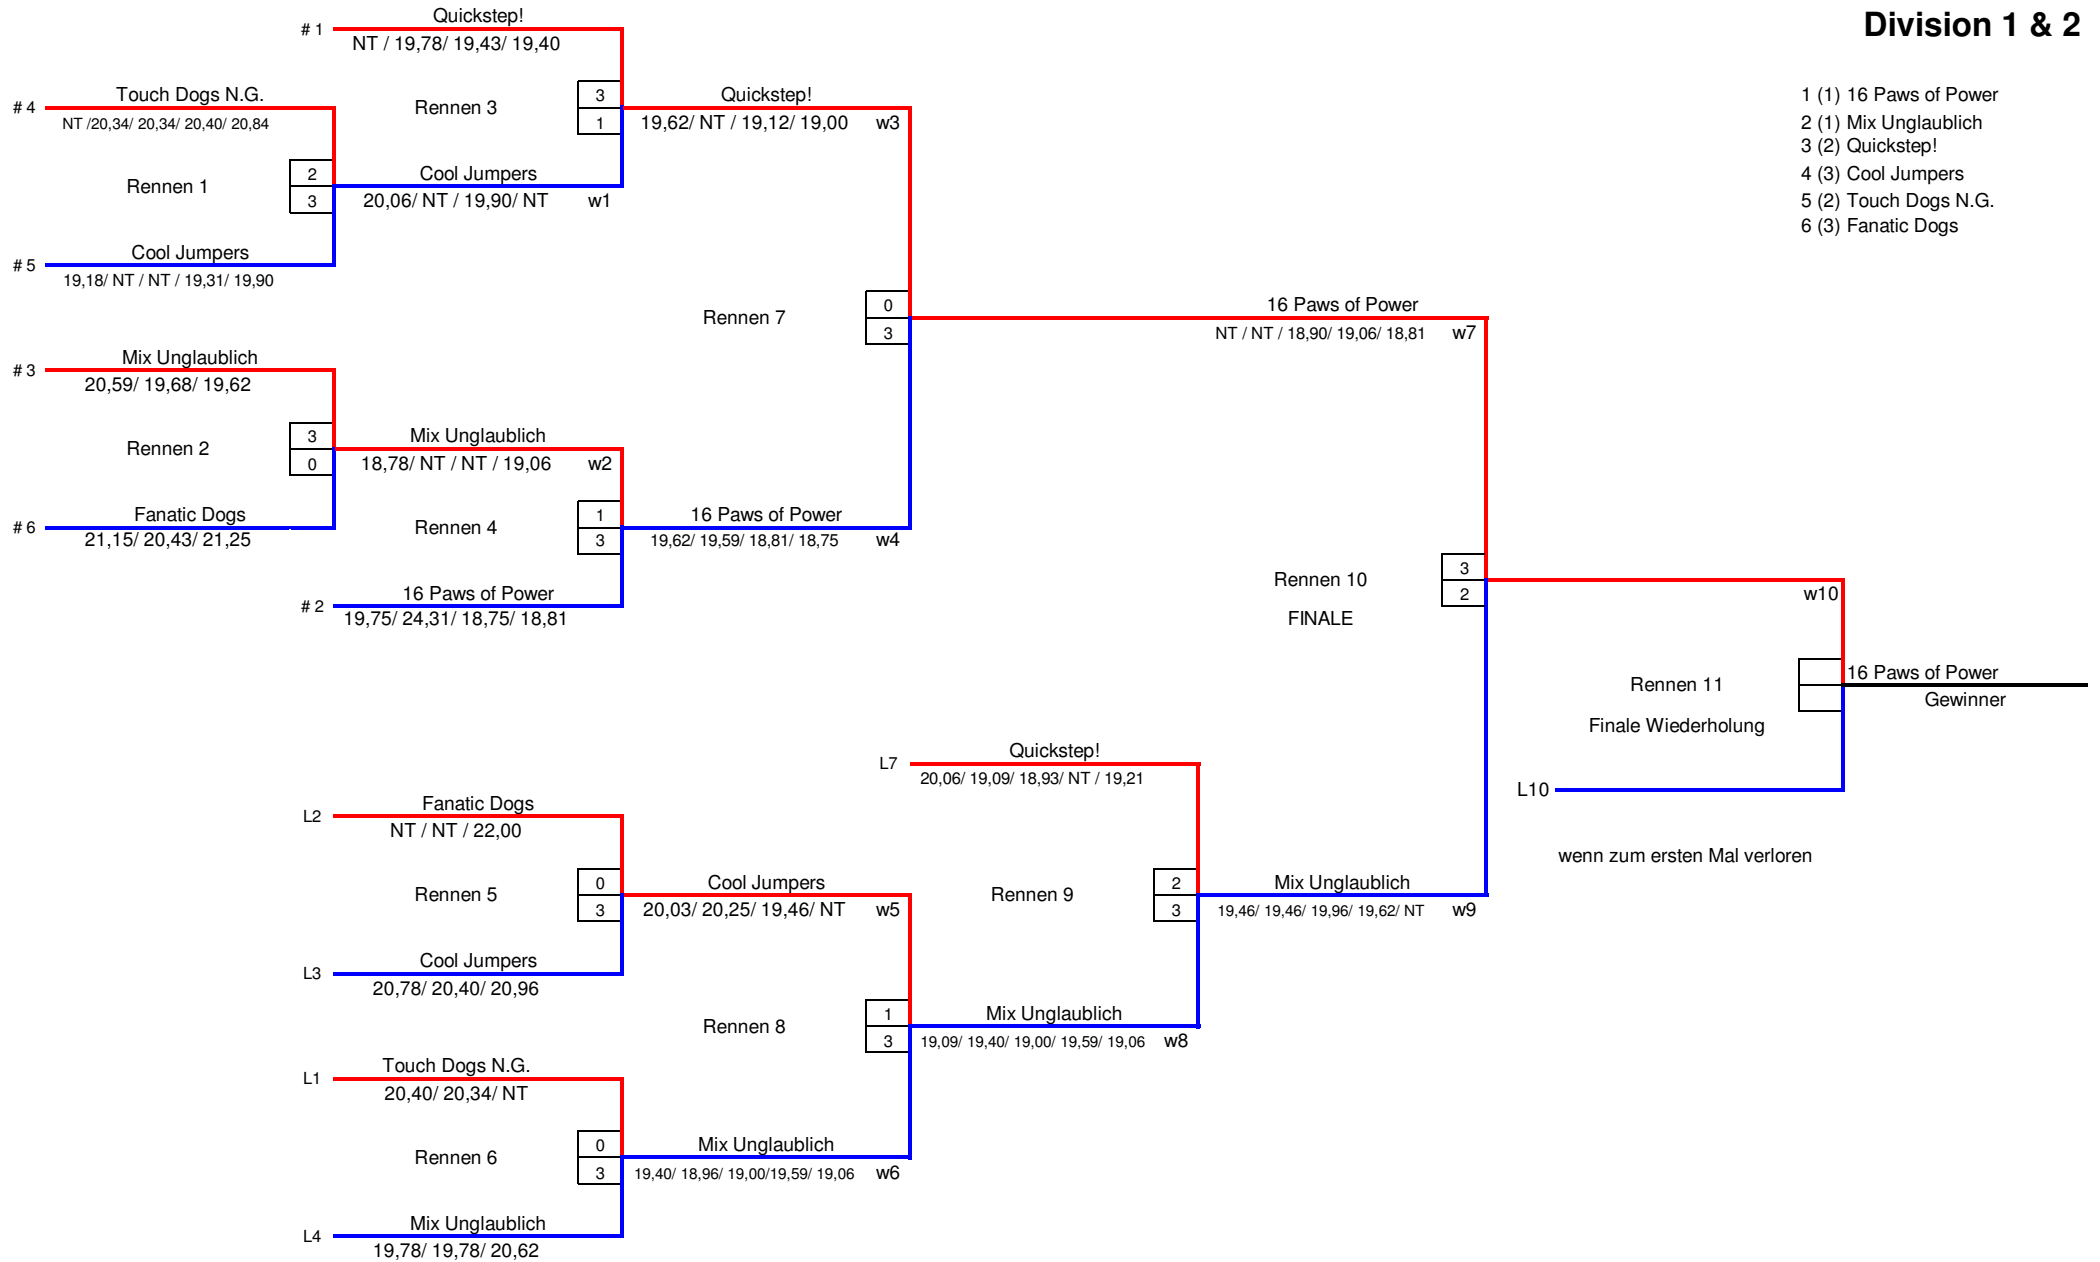 Division 1 & 2
1 (1) 16 Paws of Power
2 (1) Mix Unglaublich
3 (2) Quickstep!
4 (3) Cool Jumpers
5 (2) Touch Dogs N.G.
6 (3) Fanatic Dogs
# 1
Quickstep!
NT / 19,78/ 19,43/ 19,40
# 4
Touch Dogs N.G.
NT /20,34/ 20,34/ 20,40/ 20,84
Rennen 3
3
1
Quickstep!
19,62/ NT / 19,12/ 19,00
w3
Rennen 1
2
3
Cool Jumpers
20,06/ NT / 19,90/ NT
w1
# 5
Cool Jumpers
19,18/ NT / NT / 19,31/ 19,90
Rennen 7
0
3
16 Paws of Power
NT / NT / 18,90/ 19,06/ 18,81
w7
# 3
Mix Unglaublich
20,59/ 19,68/ 19,62
Rennen 2
3
0
Mix Unglaublich
18,78/ NT / NT / 19,06
w2
# 6
Fanatic Dogs
21,15/ 20,43/ 21,25
Rennen 4
1
3
16 Paws of Power
19,62/ 19,59/ 18,81/ 18,75
w4
# 2
16 Paws of Power
19,75/ 24,31/ 18,75/ 18,81
Rennen 10
FINALE
3
2
w10
Rennen 11
Finale Wiederholung
16 Paws of Power
Gewinner
L10
wenn zum ersten Mal verloren
L7
Quickstep!
20,06/ 19,09/ 18,93/ NT / 19,21
L2
Fanatic Dogs
NT / NT / 22,00
Rennen 5
0
3
Cool Jumpers
20,03/ 20,25/ 19,46/ NT
w5
Rennen 9
2
3
Mix Unglaublich
19,46/ 19,46/ 19,96/ 19,62/ NT
w9
L3
Cool Jumpers
20,78/ 20,40/ 20,96
Rennen 8
1
3
Mix Unglaublich
19,09/ 19,40/ 19,00/ 19,59/ 19,06
w8
L1
Touch Dogs N.G.
20,40/ 20,34/ NT
Rennen 6
0
3
Mix Unglaublich
19,40/ 18,96/ 19,00/19,59/ 19,06
w6
L4
Mix Unglaublich
19,78/ 19,78/ 20,62